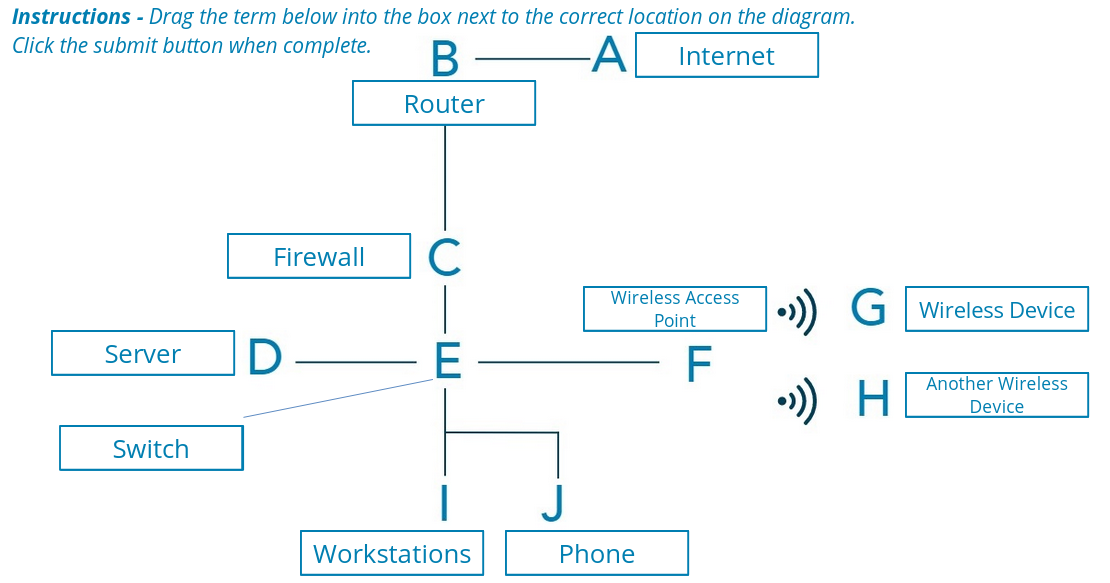 Instructions - Drag the term below into the box next to the correct location on the diagram.
Click the submit button when complete.
B
A
Internet
Router
Firewall
C
Wireless Access
Point
G
Wireless Device
Server
D
E
F
Another Wireless
Device
H
Switch
I
J
Workstations
Phone